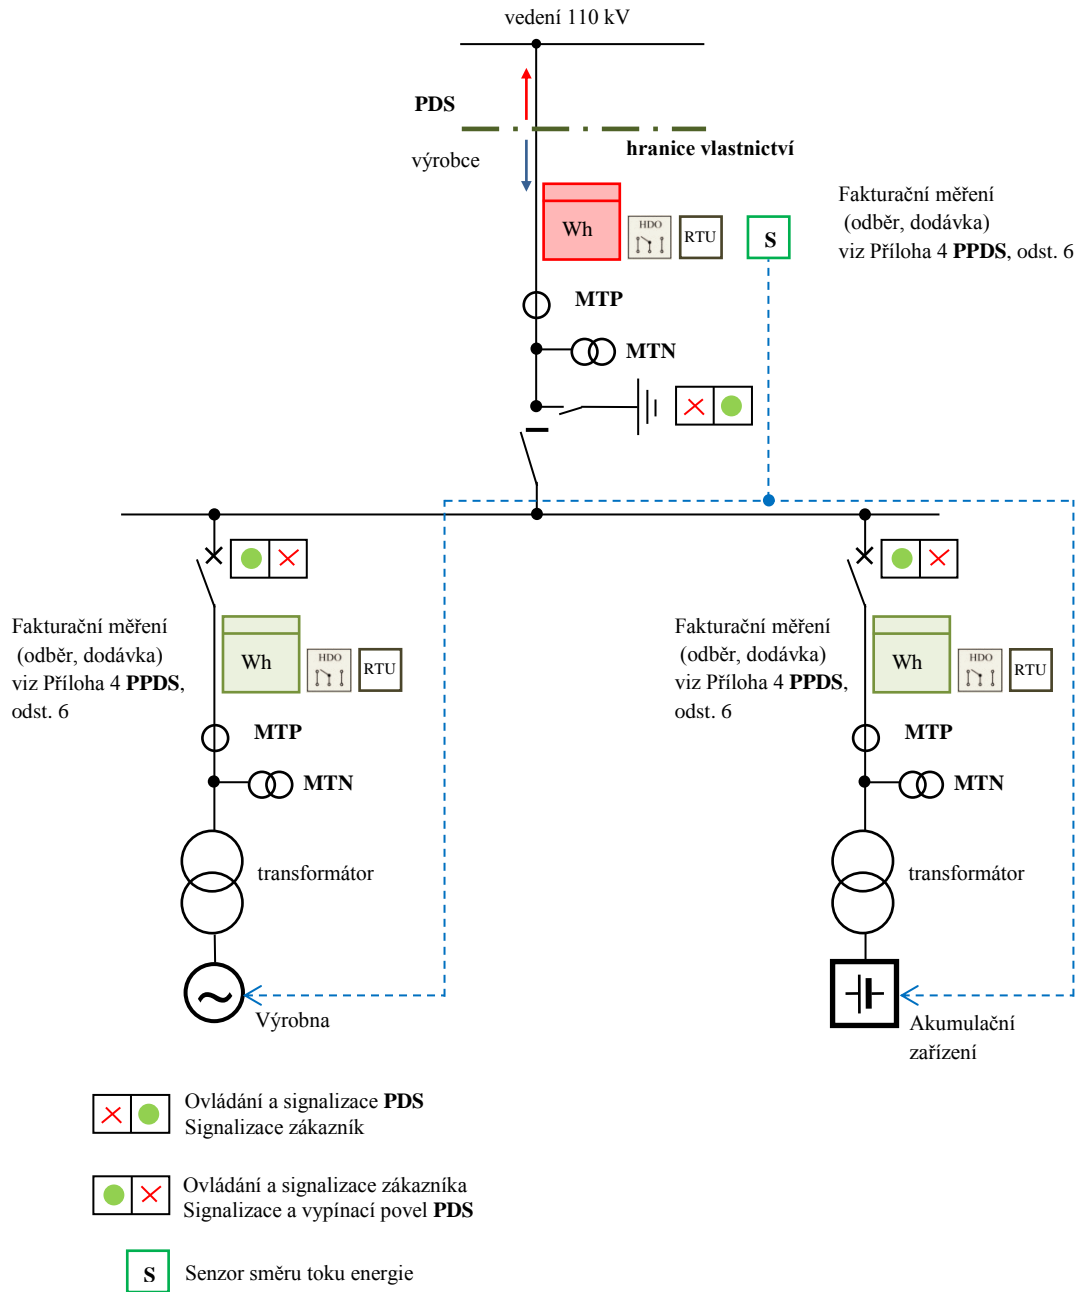 vedení 110 kV
PDS
hranice vlastnictví
výrobce
Fakturační měření
(odběr, dodávka)
viz Příloha 4 PPDS, odst. 6
Wh
HDO
RTU
S
MTP
MTN
Fakturační měření
(odběr, dodávka)
viz Příloha 4 PPDS,
odst. 6
Wh
HDO
RTU
MTP
MTN
transformátor
Výrobna
Fakturační měření
(odběr, dodávka)
viz Příloha 4 PPDS,
odst. 6
Wh
HDO
RTU
MTP
MTN
transformátor
Akumulační
zařízení
Ovládání a signalizace PDS
Signalizace zákazník
Ovládání a signalizace zákazníka
Signalizace a vypínací povel PDS
S
Senzor směru toku energie